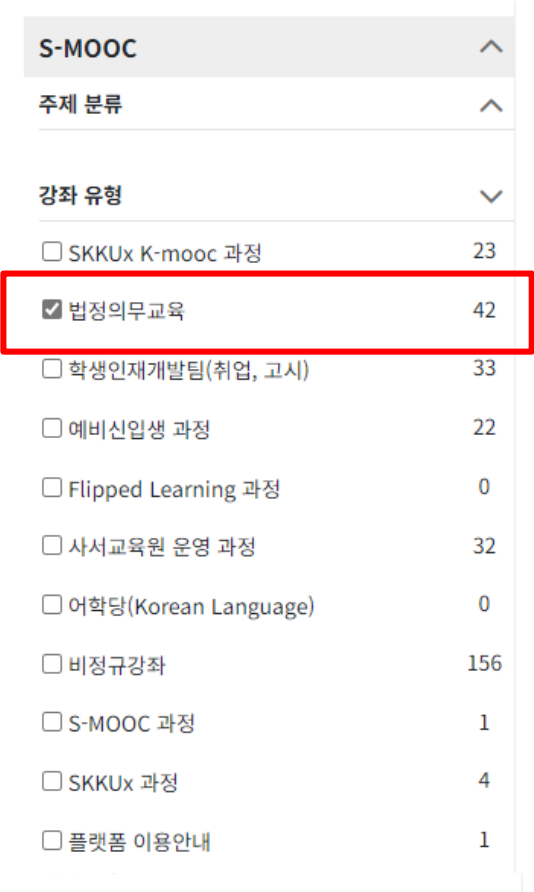 S-MOOC
주제 분류
강좌 유형
SKKUx K-mooc 과정 23
법정의무교육 42
학생인재개발팀(취업, 고시) 33
예비신입생 과정 22
Flipped Learning 과정 0
사서교육원 운영 과정 32
어학당(Korean Language) 0
비정규강좌 156
S-MOOC 과정 1
SKKUx 과정 4
플랫폼 이용안내 1